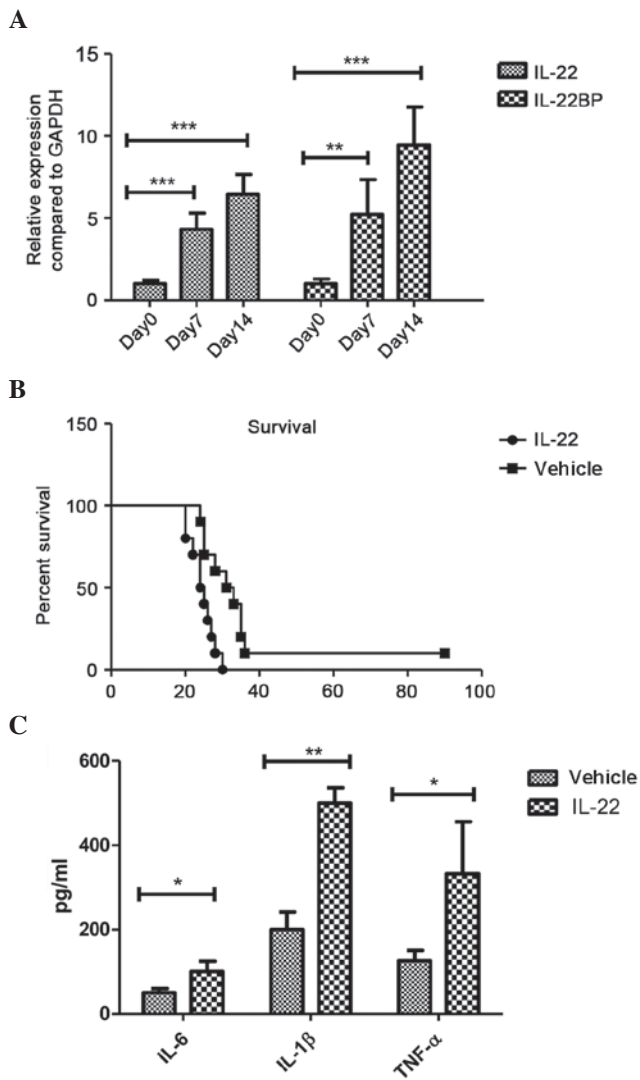 A
Relative expression
compared to GAPDH
15
10
5
0
***
***
***
**
Day0
Day7
Day14
Day0
Day7
Day14
IL-22
IL-22BP
B
Survival
Percent survival
150
100
50
0
0 20 40 60 80 100
IL-22
Vehicle
C
pg/ml
600
400
200
0
*
**
*
IL-6
IL-1β
TNF-α
Vehicle
IL-22